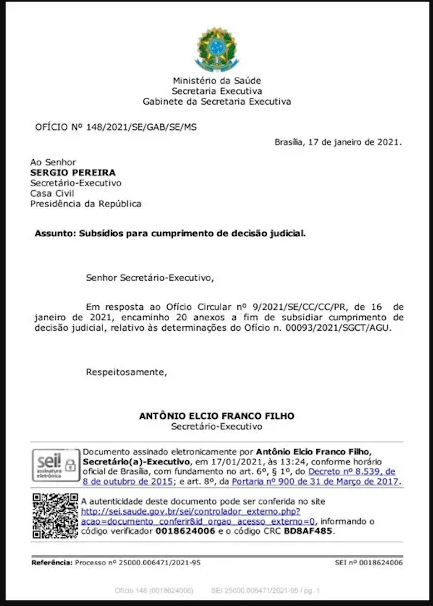 Ministério da Saúde
Secretaria Executiva
Gabinete da Secretaria Executiva
OFÍCIO Nº 148/2021/SE/GAB/SE/MS
Brasília, 17 de janeiro de 2021.
Ao Senhor
SERGIO PEREIRA
Secretário-Executivo
Casa Civil
Presidência da República
Assunto: Subsídios para cumprimento de decisão judicial.
Senhor Secretário-Executivo,
Em resposta ao Ofício Circular nº 9/2021/SE/CC/CC/PR, de 16 de
janeiro de 2021, encaminho 20 anexos a fim de subsidiar cumprimento de
decisão judicial, relativo às determinações do Ofício n. 00093/2021/SGCT/AGU.
Respeitosamente,
ANTÔNIO ELCIO FRANCO FILHO
Secretário-Executivo
sei!
assinatura
eletrônica
Documento assinado eletronicamente por Antônio Elcio Franco Filho,
Secretário(a)-Executivo, em 17/01/2021, às 13:24, conforme horário
oficial de Brasília, com fundamento no art. 6º, § 1º, do Decreto nº 8.539, de
8 de outubro de 2015; e art. 8º, da Portaria nº 900 de 31 de Março de 2017.
A autenticidade deste documento pode ser conferida no site
http://sei.saude.gov.br/sei/controlador_externo.php?
acao=documento_conferir&id_orgao_acesso_externo=0, informando o
código verificador 0018624006 e o código CRC BD8AF485.
Referência: Processo nº 25000.006471/2021-95
SEI nº 0018624006
Ofício 148 (0018624006)
SEI 25000.006471/2021-95 / pg. 1